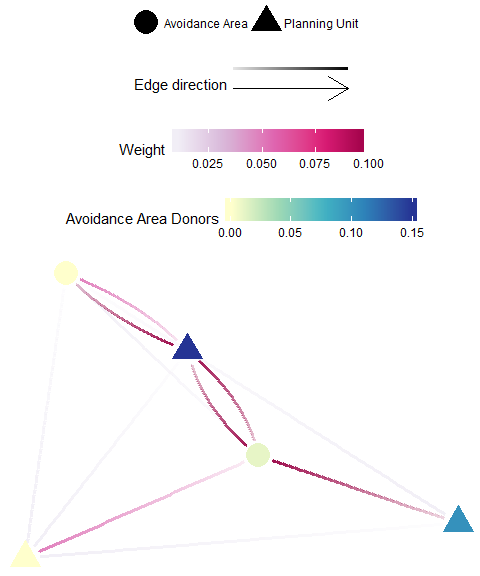 Avoidance Area Planning Unit
Edge direction
Weight
0.025 0.050 0.075 0.100
Avoidance Area Donors
0.00 0.05 0.10 0.15